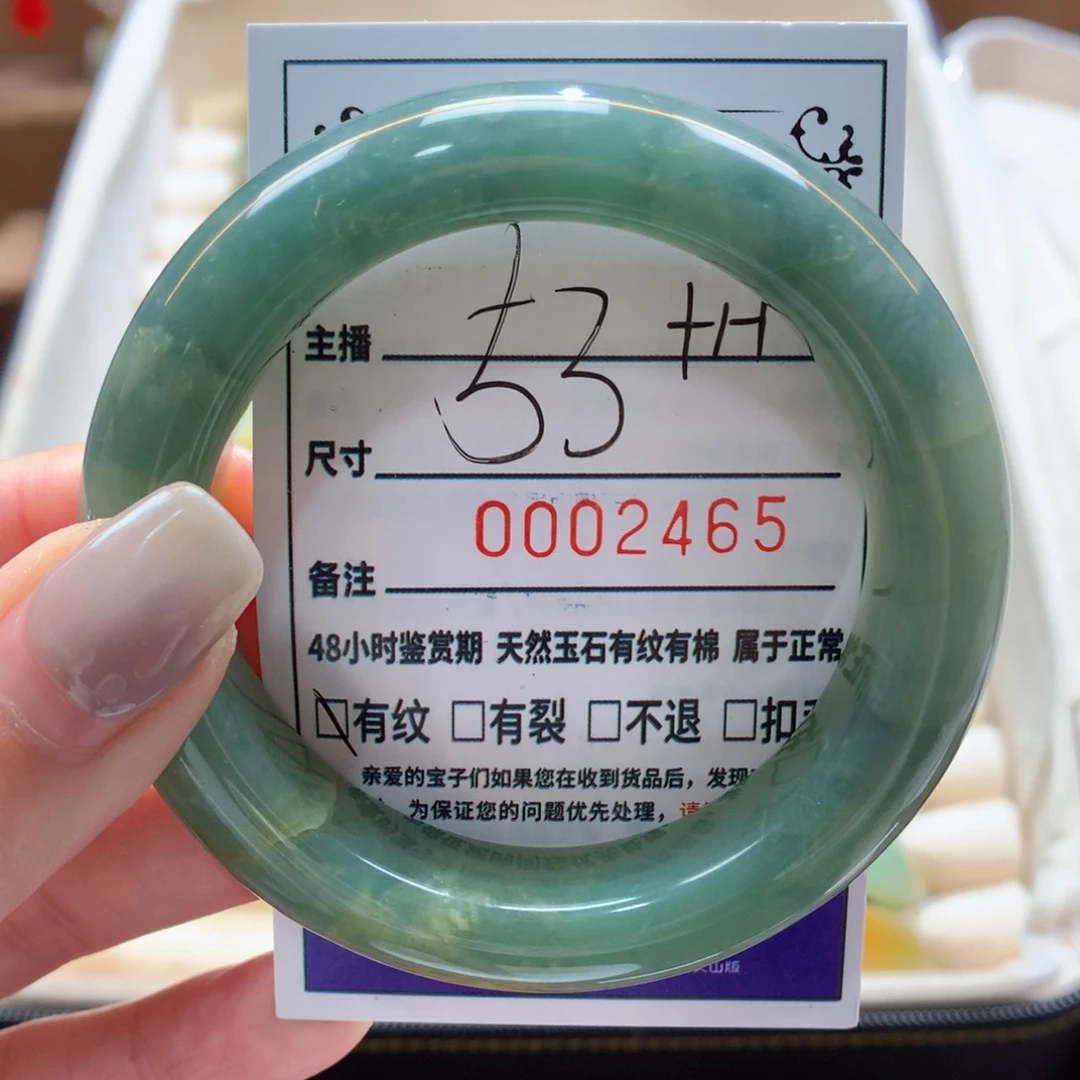 主播
53 +H
尺寸
0002465
备注
48小时鉴赏期 天然玉石有纹有棉 属于正常
□有纹 □有裂 □不退 □扣
亲爱的宝子们如果您在收到货品后，发现
为保证您的问题优先处理，请